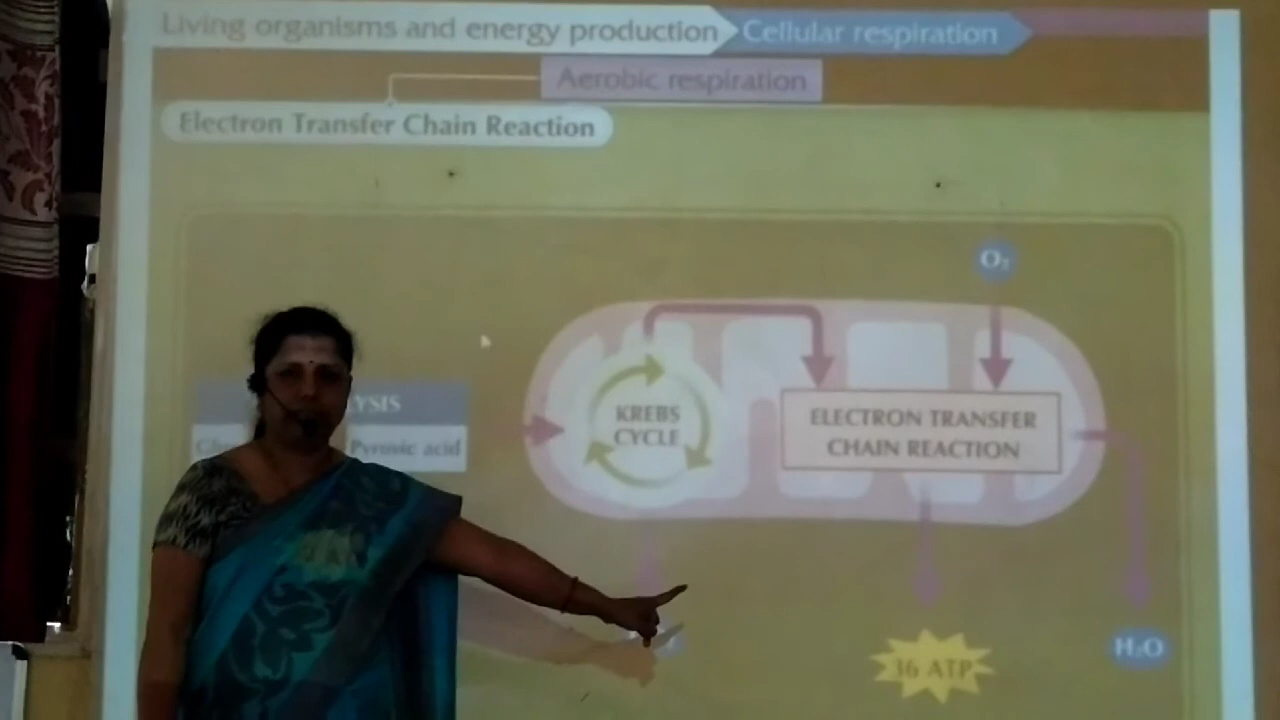 Living organisms and energy production
Cellular respiration
Aerobic respiration
Electron Transfer Chain Reaction
O₂
LYSIS
Pyruvic acid
KREBS
CYCLE
ELECTRON TRANSFER
CHAIN REACTION
36 ATP
H₂O